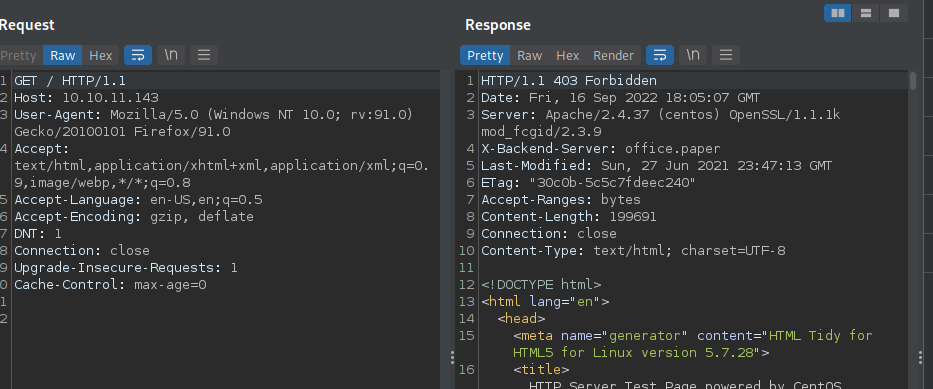 Request
Pretty Raw Hex \n
1 GET / HTTP/1.1
2 Host: 10.10.11.143
3 User-Agent: Mozilla/5.0 (Windows NT 10.0; rv:91.0)
Gecko/20100101 Firefox/91.0
4 Accept:
text/html,application/xhtml+xml,application/xml;q=0.
9,image/webp,*/*;q=0.8
5 Accept-Language: en-US,en;q=0.5
6 Accept-Encoding: gzip, deflate
7 DNT: 1
8 Connection: close
9 Upgrade-Insecure-Requests: 1
0 Cache-Control: max-age=0
1
2
Response
Pretty Raw Hex Render \n
1 HTTP/1.1 403 Forbidden
2 Date: Fri, 16 Sep 2022 18:05:07 GMT
3 Server: Apache/2.4.37 (centos) OpenSSL/1.1.1k
mod_fcgid/2.3.9
4 X-Backend-Server: office.paper
5 Last-Modified: Sun, 27 Jun 2021 23:47:13 GMT
6 ETag: "30c0b-5c5c7fdeec240"
7 Accept-Ranges: bytes
8 Content-Length: 199691
9 Connection: close
10 Content-Type: text/html; charset=UTF-8
11
12 <!DOCTYPE html>
13 <html lang="en">
14 <head>
15 <meta name="generator" content="HTML Tidy for
HTML5 for Linux version 5.7.28">
16 <title>
HTTP Server Test Page powered by CentOS